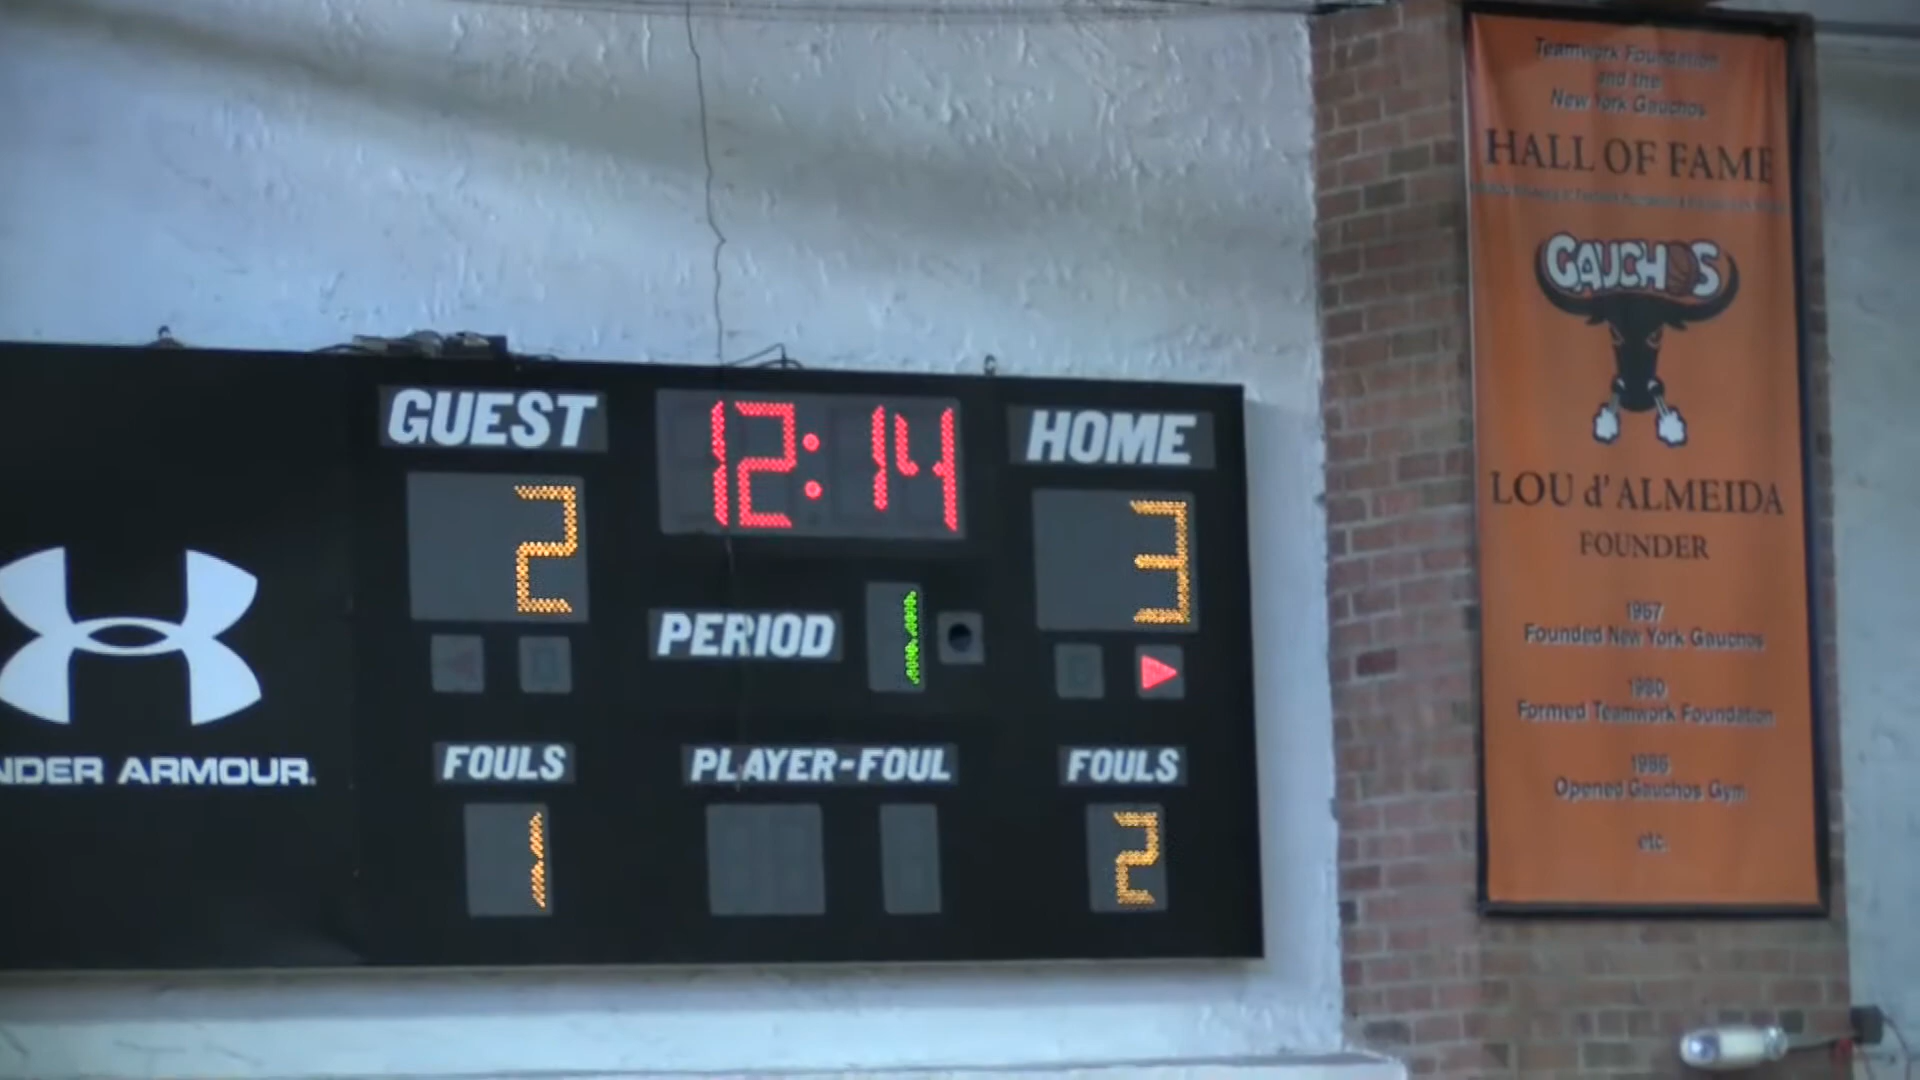 GUEST
12:14
HOME
2
3
PERIOD
1
FOULS
PLAYER-FOUL
FOULS
1
2
NDER ARMOUR.
Teamwork Foundation
and the
New York Gauchos
HALL OF FAME
GAUCHOS
LOU d'ALMEIDA
FOUNDER
1967
Founded New York Gauchos
1980
Formed Teamwork Foundation
1986
Opened Gauchos Gym
etc.